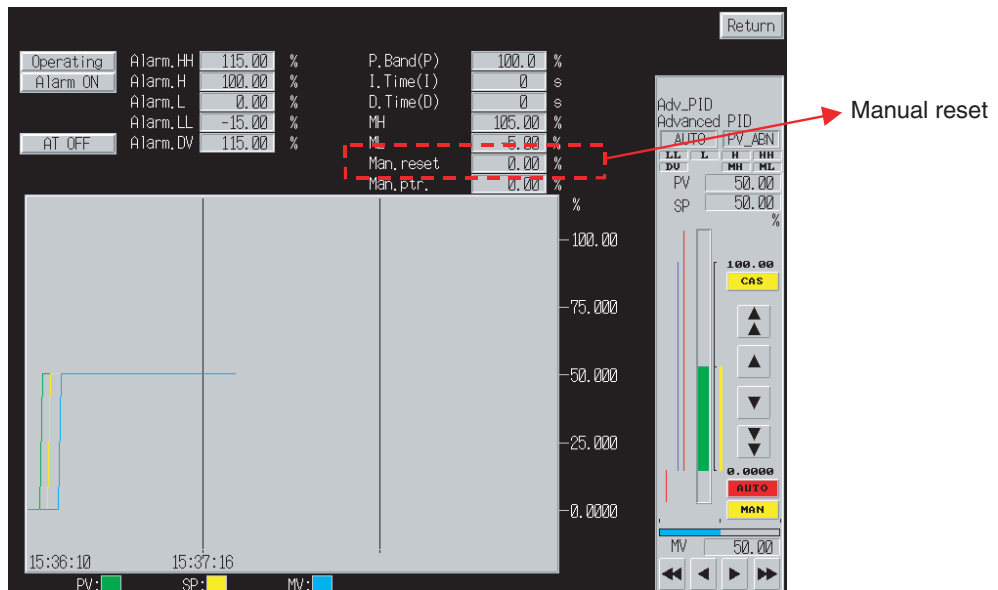 Return
Operating Alarm.HH 115.00 % P.Band(P) 100.0 %
Alarm ON Alarm.H 100.00 % I.Time(I) 0 s
Alarm.L 0.00 % D.Time(D) 0 s
Alarm.LL -15.00 % MH 105.00 %
AT OFF Alarm.DV 115.00 % ML -5.00 %
Man.reset 0.00 %
Man.ptr. 0.00 %
%
100.00
75.000
50.000
25.000
0.0000
15:36:10 15:37:16
PV: SP: MV:
Adv_PID
Advanced PID
AUTO PV_ABN
LL L H HH
DV MH ML
PV 50.00
SP 50.00
%
100.00
CAS
0.0000
AUTO
MAN
MV 50.00
Manual reset